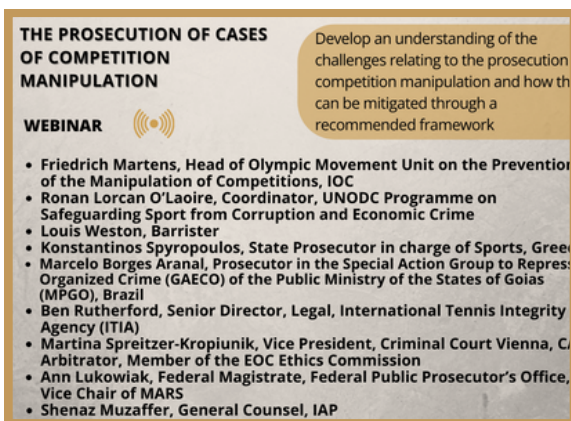 THE PROSECUTION OF CASES
OF COMPETITION
MANIPULATION
WEBINAR
Develop an understanding of the
challenges relating to the prosecution
competition manipulation and how
can be mitigated through a
recommended framework
• Friedrich Martens, Head of Olympic Movement Unit on the Prevention
of the Manipulation of Competitions, IOC
• Ronan Lorcan O'Laoire, Coordinator, UNODC Programme on
Safeguarding Sport from Corruption and Economic Crime
• Louis Weston, Barrister
• Konstantinos Spyropoulos, State Prosecutor in charge of Sports,
• Marcelo Borges Aranal, Prosecutor in the Special Action Group to
Organized Crime (GAECO) of the Public Ministry of the States of Goias
(MPGO), Brazil
• Ben Rutherford, Senior Director, Legal, International Tennis Integrity
Agency (ITIA)
• Martina Spreitzer-Kropiunik, Vice President, Criminal Court Vienna,
Arbitrator, Member of the EOC Ethics Commission
• Ann Lukowiak, Federal Magistrate, Federal Public Prosecutor's Office,
Vice Chair of MARS
• Shenaz Muzaffer, General Counsel, IAP